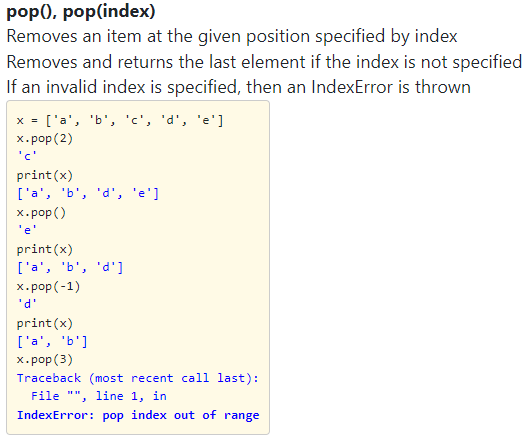 pop(), pop(index)
Removes an item at the given position specified by index
Removes and returns the last element if the index is not specified
If an invalid index is specified, then an IndexError is thrown
x = ['a', 'b', 'c', 'd', 'e']
x.pop(2)
'c'
print(x)
['a', 'b', 'd', 'e']
x.pop()
'e'
print(x)
['a', 'b', 'd']
x.pop(-1)
'd'
print(x)
['a', 'b']
x.pop(3)
Traceback (most recent call last):
  File "", line 1, in
IndexError: pop index out of range